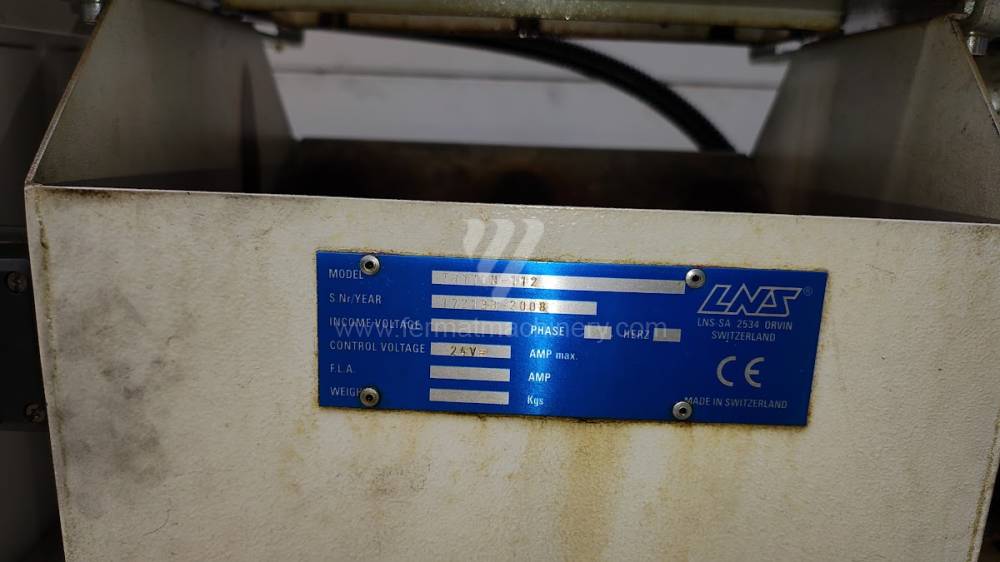 MODEL
LNS®
S.Nr/YEAR 2008
LNS SA 2534 ORVIN
SWITZERLAND
INCOME VOLTAGE PHASE HERZ
www.fermatmachinery.com
CONTROL VOLTAGE 24V= AMP max.
CE
F.L.A. AMP
WEIGHT Kgs
MADE IN SWITZERLAND